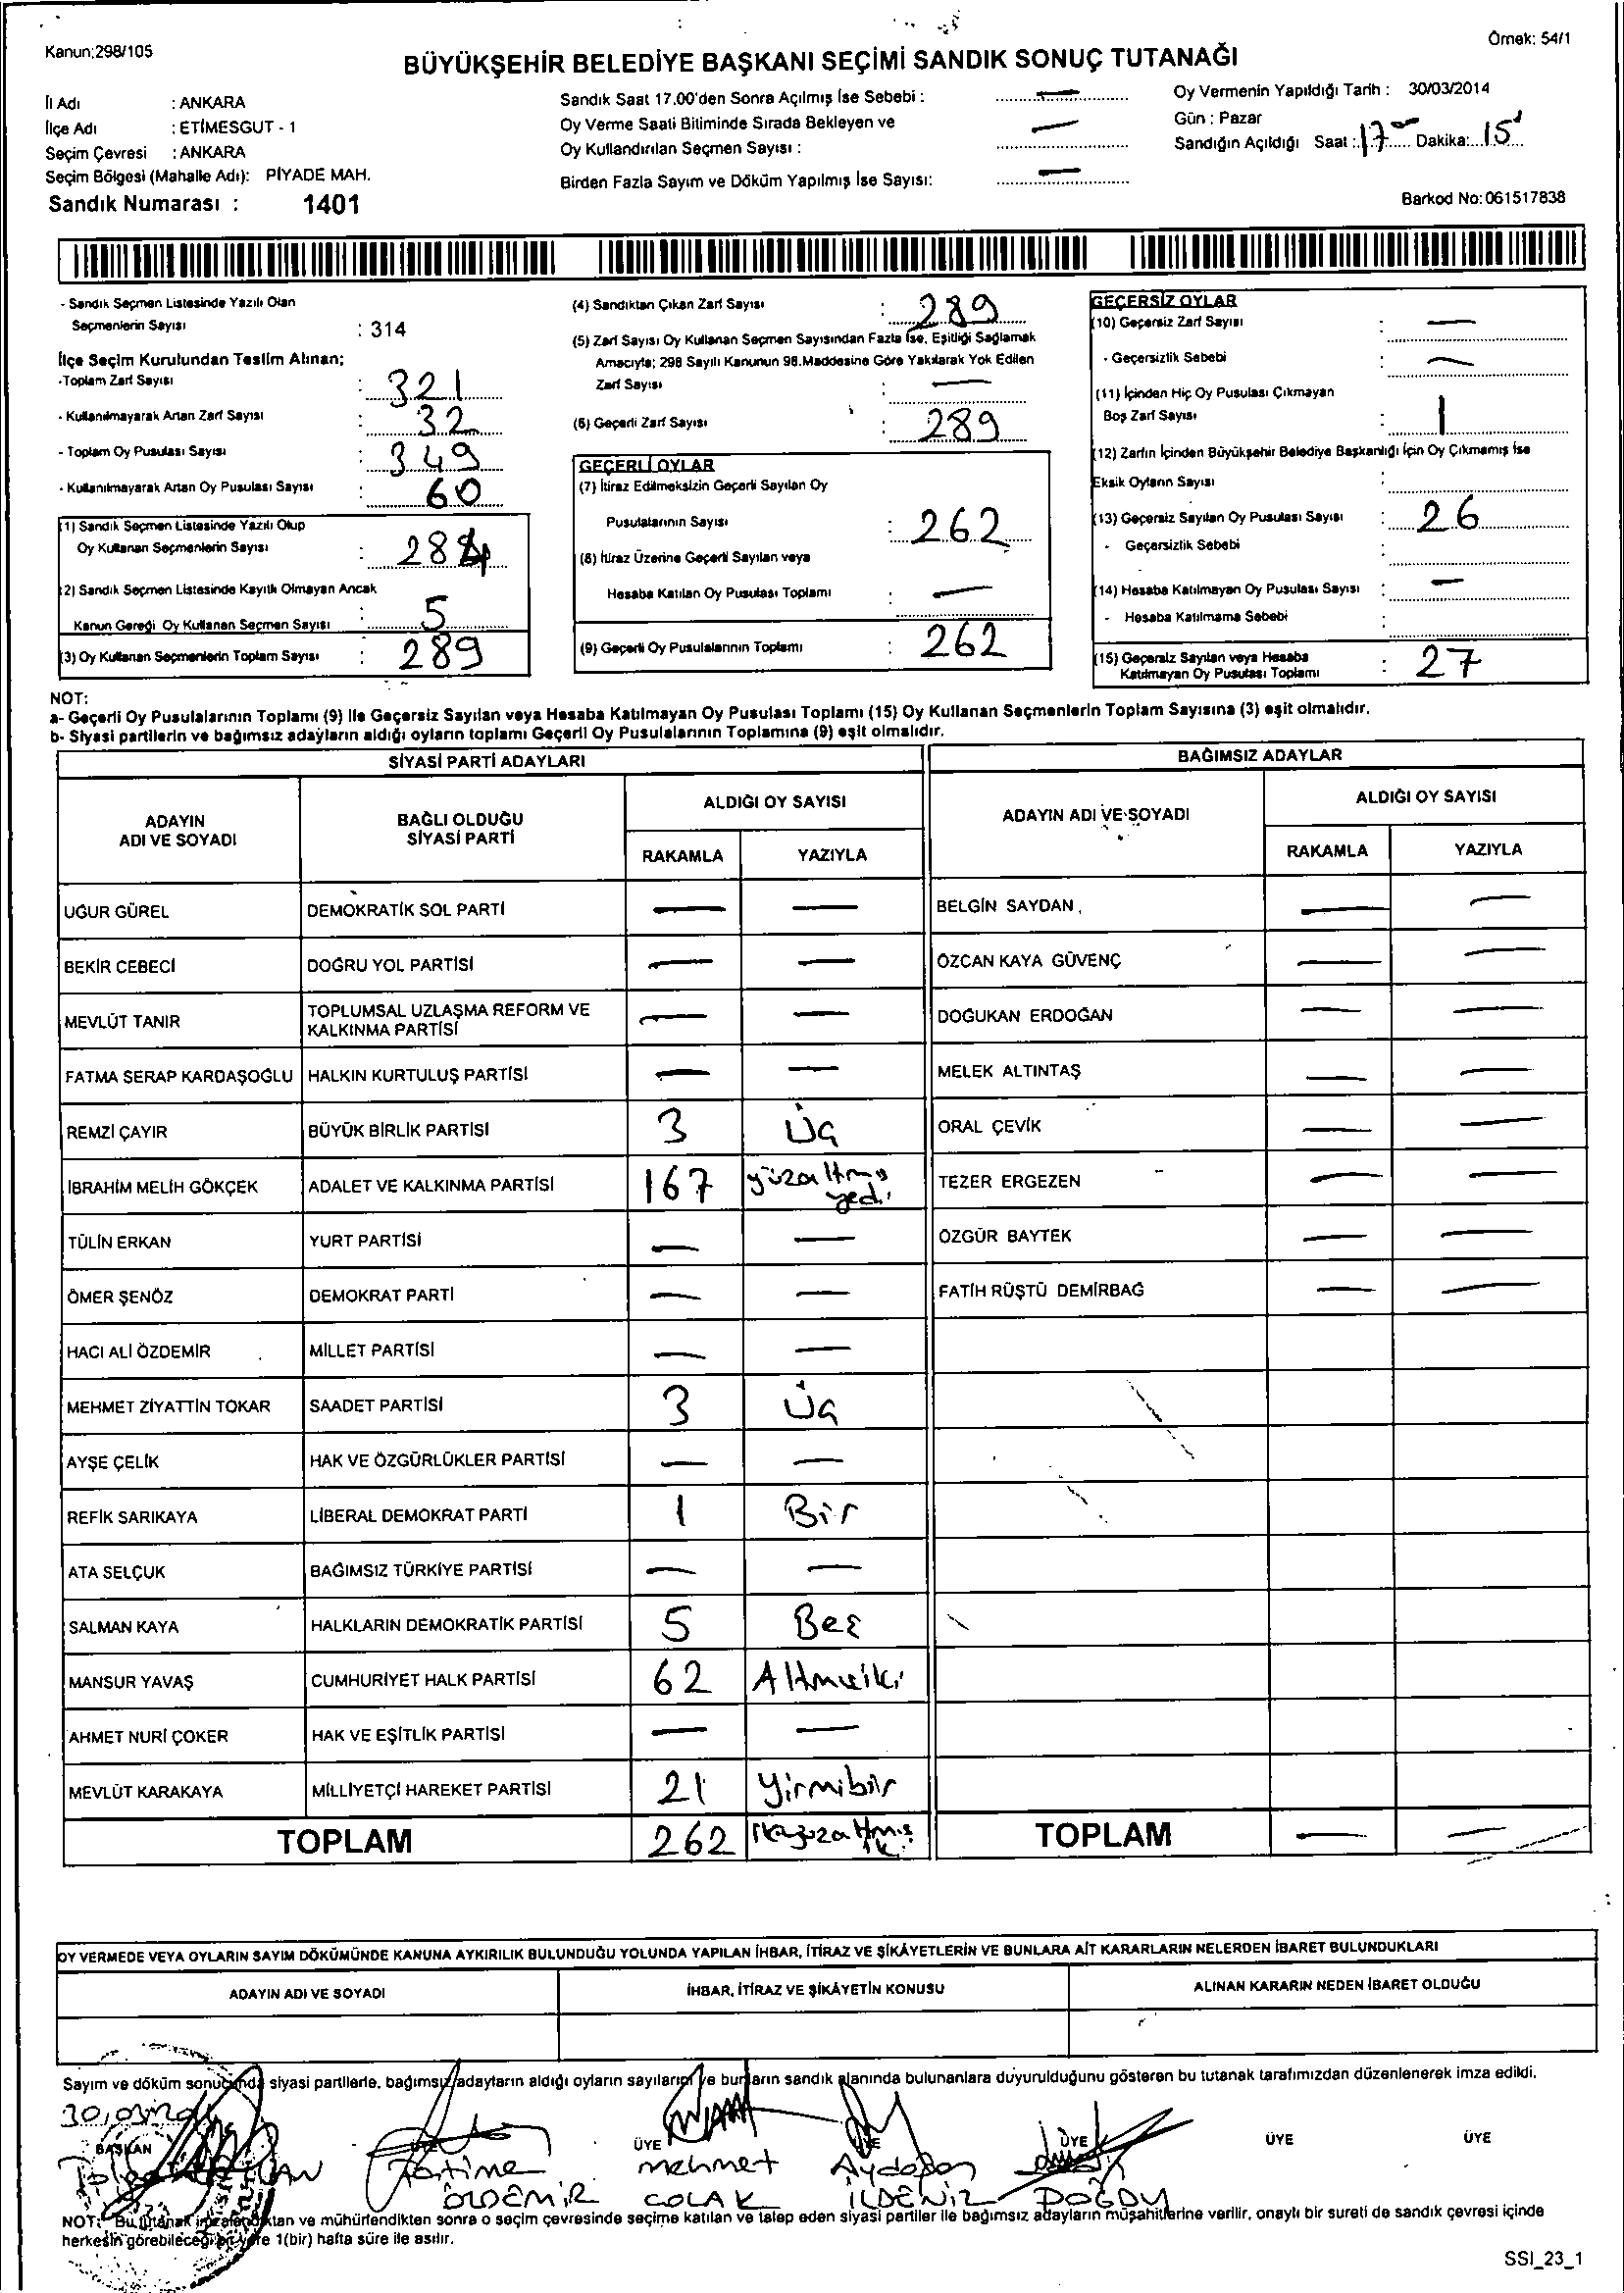 Kanun:298/105
Örnek: 54/1
BÜYÜKŞEHİR BELEDİYE BAŞKANI SEÇİMİ SANDIK SONUÇ TUTANAĞI
İl Adı : ANKARA
İlçe Adı : ETİMESGUT - 1
Seçim Çevresi : ANKARA
Seçim Bölgesi (Mahalle Adı): PİYADE MAH.
Sandık Numarası : 1401
Sandık Saat 17.00'den Sonra Açılmış İse Sebebi : —
Oy Verme Saati Bitiminde Sırada Bekleyen ve
Oy Kullandırılan Seçmen Sayısı : —
Birden Fazla Sayım ve Döküm Yapılmış İse Sayısı: —
Oy Vermenin Yapıldığı Tarih : 30/03/2014
Gün : Pazar
Sandığın Açıldığı Saat : 17 Dakika: 15
Barkod No:061517838
- Sandık Seçmen Listesinde Yazılı Olan
Seçmenlerin Sayısı : 314
İlçe Seçim Kurulundan Teslim Alınan;
-Toplam Zarf Sayısı : 321
- Kullanılmayarak Artan Zarf Sayısı : 32
- Toplam Oy Pusulası Sayısı : 349
- Kullanılmayarak Artan Oy Pusulası Sayısı : 60
(1) Sandık Seçmen Listesinde Yazılı Olup
Oy Kullanan Seçmenlerin Sayısı : 284
(2) Sandık Seçmen Listesinde Kayıtlı Olmayan Ancak
Kanun Gereği Oy Kullanan Seçmen Sayısı : 5
(3) Oy Kullanan Seçmenlerin Toplam Sayısı : 289
(4) Sandıktan Çıkan Zarf Sayısı : 289
(5) Zarf Sayısı Oy Kullanan Seçmen Sayısından Fazla İse, Eşitliği Sağlamak
Amacıyla; 298 Sayılı Kanunun 98.Maddesine Göre Yakılarak Yok Edilen
Zarf Sayısı : —
(6) Geçerli Zarf Sayısı : 289
GEÇERLİ OYLAR
(7) İtiraz Edilmeksizin Geçerli Sayılan Oy
Pusulalarının Sayısı : 262
(8) İtiraz Üzerine Geçerli Sayılan veya
Hesaba Katılan Oy Pusulası Toplamı : —
(9) Geçerli Oy Pusulalarının Toplamı : 262
GEÇERSİZ OYLAR
(10) Geçersiz Zarf Sayısı : —
- Geçersizlik Sebebi : —
(11) İçinden Hiç Oy Pusulası Çıkmayan
Boş Zarf Sayısı : 1
(12) Zarfın İçinden Büyükşehir Belediye Başkanlığı İçin Oy Çıkmamış İse
Eksik Oyların Sayısı :
(13) Geçersiz Sayılan Oy Pusulası Sayısı : 26
- Geçersizlik Sebebi :
(14) Hesaba Katılmayan Oy Pusulası Sayısı : —
- Hesaba Katılmama Sebebi :
(15) Geçersiz Sayılan veya Hesaba
Katılmayan Oy Pusulası Toplamı : 27
NOT:
a- Geçerli Oy Pusulalarının Toplamı (9) İle Geçersiz Sayılan veya Hesaba Katılmayan Oy Pusulası Toplamı (15) Oy Kullanan Seçmenlerin Toplam Sayısına (3) eşit olmalıdır.
b- Siyasi partilerin ve bağımsız adayların aldığı oyların toplamı Geçerli Oy Pusulalarının Toplamına (9) eşit olmalıdır.
SİYASİ PARTİ ADAYLARI
ADAYIN ADI VE SOYADI
BAĞLI OLDUĞU SİYASİ PARTİ
ALDIĞI OY SAYISI
RAKAMLA YAZIYLA
UĞUR GÜREL DEMOKRATİK SOL PARTİ — —
BEKİR CEBECİ DOĞRU YOL PARTİSİ — —
MEVLÜT TANIR TOPLUMSAL UZLAŞMA REFORM VE KALKINMA PARTİSİ — —
FATMA SERAP KARDAŞOĞLU HALKIN KURTULUŞ PARTİSİ — —
REMZİ ÇAYIR BÜYÜK BİRLİK PARTİSİ 3 Üç
İBRAHİM MELİH GÖKÇEK ADALET VE KALKINMA PARTİSİ 167 yüzaltmış yedi
TÜLİN ERKAN YURT PARTİSİ — —
ÖMER ŞENÖZ DEMOKRAT PARTİ — —
HACI ALİ ÖZDEMİR MİLLET PARTİSİ — —
MEHMET ZİYATTİN TOKAR SAADET PARTİSİ 3 Üç
AYŞE ÇELİK HAK VE ÖZGÜRLÜKLER PARTİSİ — —
REFİK SARIKAYA LİBERAL DEMOKRAT PARTİ 1 Bir
ATA SELÇUK BAĞIMSIZ TÜRKİYE PARTİSİ — —
SALMAN KAYA HALKLARIN DEMOKRATİK PARTİSİ 5 Beş
MANSUR YAVAŞ CUMHURİYET HALK PARTİSİ 62 Altmışiki
AHMET NURİ ÇOKER HAK VE EŞİTLİK PARTİSİ — —
MEVLÜT KARAKAYA MİLLİYETÇİ HAREKET PARTİSİ 21 Yirmibir
TOPLAM 262 ikiyüzaltmış iki
BAĞIMSIZ ADAYLAR
ADAYIN ADI VE SOYADI
ALDIĞI OY SAYISI
RAKAMLA YAZIYLA
BELGİN SAYDAN — —
ÖZCAN KAYA GÜVENÇ — —
DOĞUKAN ERDOĞAN — —
MELEK ALTINTAŞ — —
ORAL ÇEVİK — —
TEZER ERGEZEN — —
ÖZGÜR BAYTEK — —
FATİH RÜŞTÜ DEMİRBAĞ — —
TOPLAM — —
OY VERMEDE VEYA OYLARIN SAYIM DÖKÜMÜNDE KANUNA AYKIRILIK BULUNDUĞU YOLUNDA YAPILAN İHBAR, İTİRAZ VE ŞİKÂYETLERİN VE BUNLARA AİT KARARLARIN NELERDEN İBARET BULUNDUKLARI
ADAYIN ADI VE SOYADI
İHBAR, İTİRAZ VE ŞİKÂYETİN KONUSU
ALINAN KARARIN NEDEN İBARET OLDUĞU
Sayım ve döküm sonucunda siyasi partilerle, bağımsız adayların aldığı oyların sayılarını ve bunların sandık alanında bulunanlara duyurulduğunu gösteren bu tutanak tarafımızdan düzenlenerek imza edildi.
BAŞKAN ÜYE ÜYE ÜYE ÜYE
Fatime mehmet Aydoğan
ÖZDEMİR COLAK İLDENİZ DOĞDU
NOT: Bu tutanak imzalandıktan ve mühürlendikten sonra o seçim çevresinde seçime katılan ve talep eden siyasi partiler ile bağımsız adayların müşahitlerine verilir, onaylı bir sureti de sandık çevresi içinde
herkesin görebileceği bir yere 1(bir) hafta süre ile asılır.
SSI_23_1